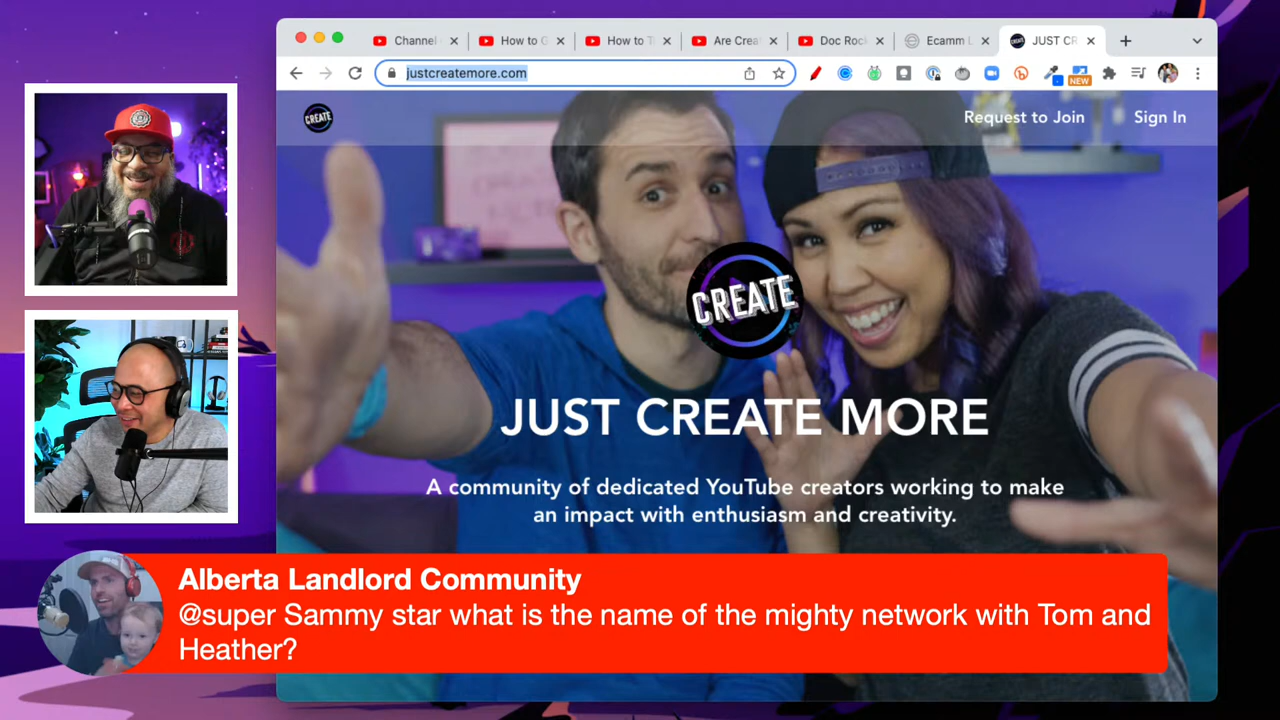 Channel
How to G
How to T
Are Crea
Doc Rock
Ecamm L
JUST CR
justcreatemore.com
NEW
CREATE
Request to Join
Sign In
CREATE
JUST CREATE MORE
A community of dedicated YouTube creators working to make
an impact with enthusiasm and creativity.
Alberta Landlord Community
@super Sammy star what is the name of the mighty network with Tom and
Heather?